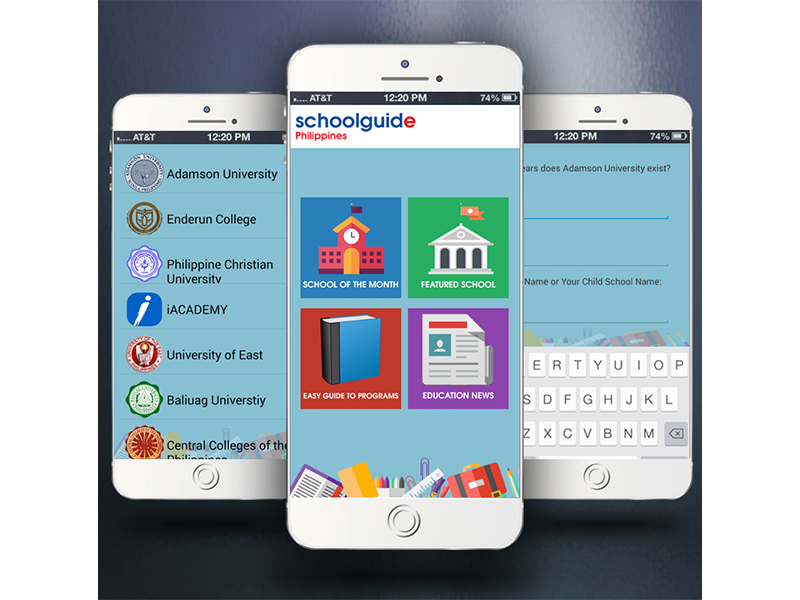 AT&T 12:20 PM
Adamson University
Enderun College
Philippine Christian
University
iACADEMY
University of East
Baliuag Universtiy
Central Colleges of the
Philippines
AT&T 12:20 PM 74%
schoolguide
Philippines
SCHOOL OF THE MONTH
FEATURED SCHOOL
EASY GUIDE TO PROGRAMS
EDUCATION NEWS
12:20 PM 74%
ears does Adamson University exist?
Name or Your Child School Name:
E R T Y U I O P
S D F G H J K L
Z X C V B N M